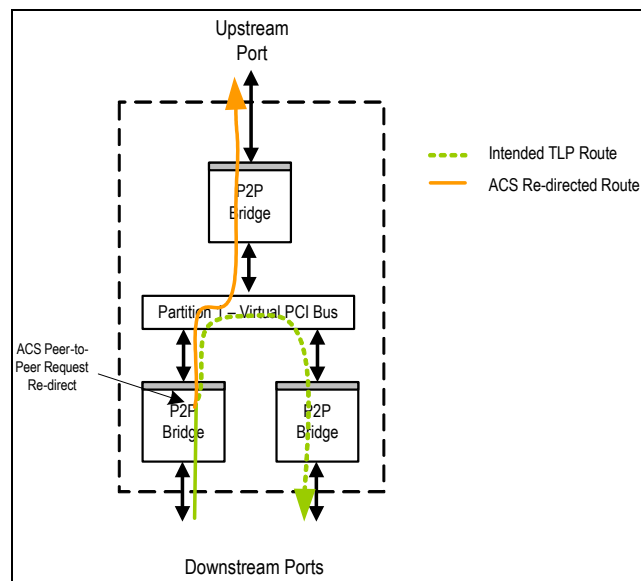 Upstream
Port
Intended TLP Route
ACS Re-directed Route
P2P
Bridge
Partition 1 – Virtual PCI Bus
ACS Peer-to-
Peer Request
Re-direct
P2P
Bridge
P2P
Bridge
Downstream Ports